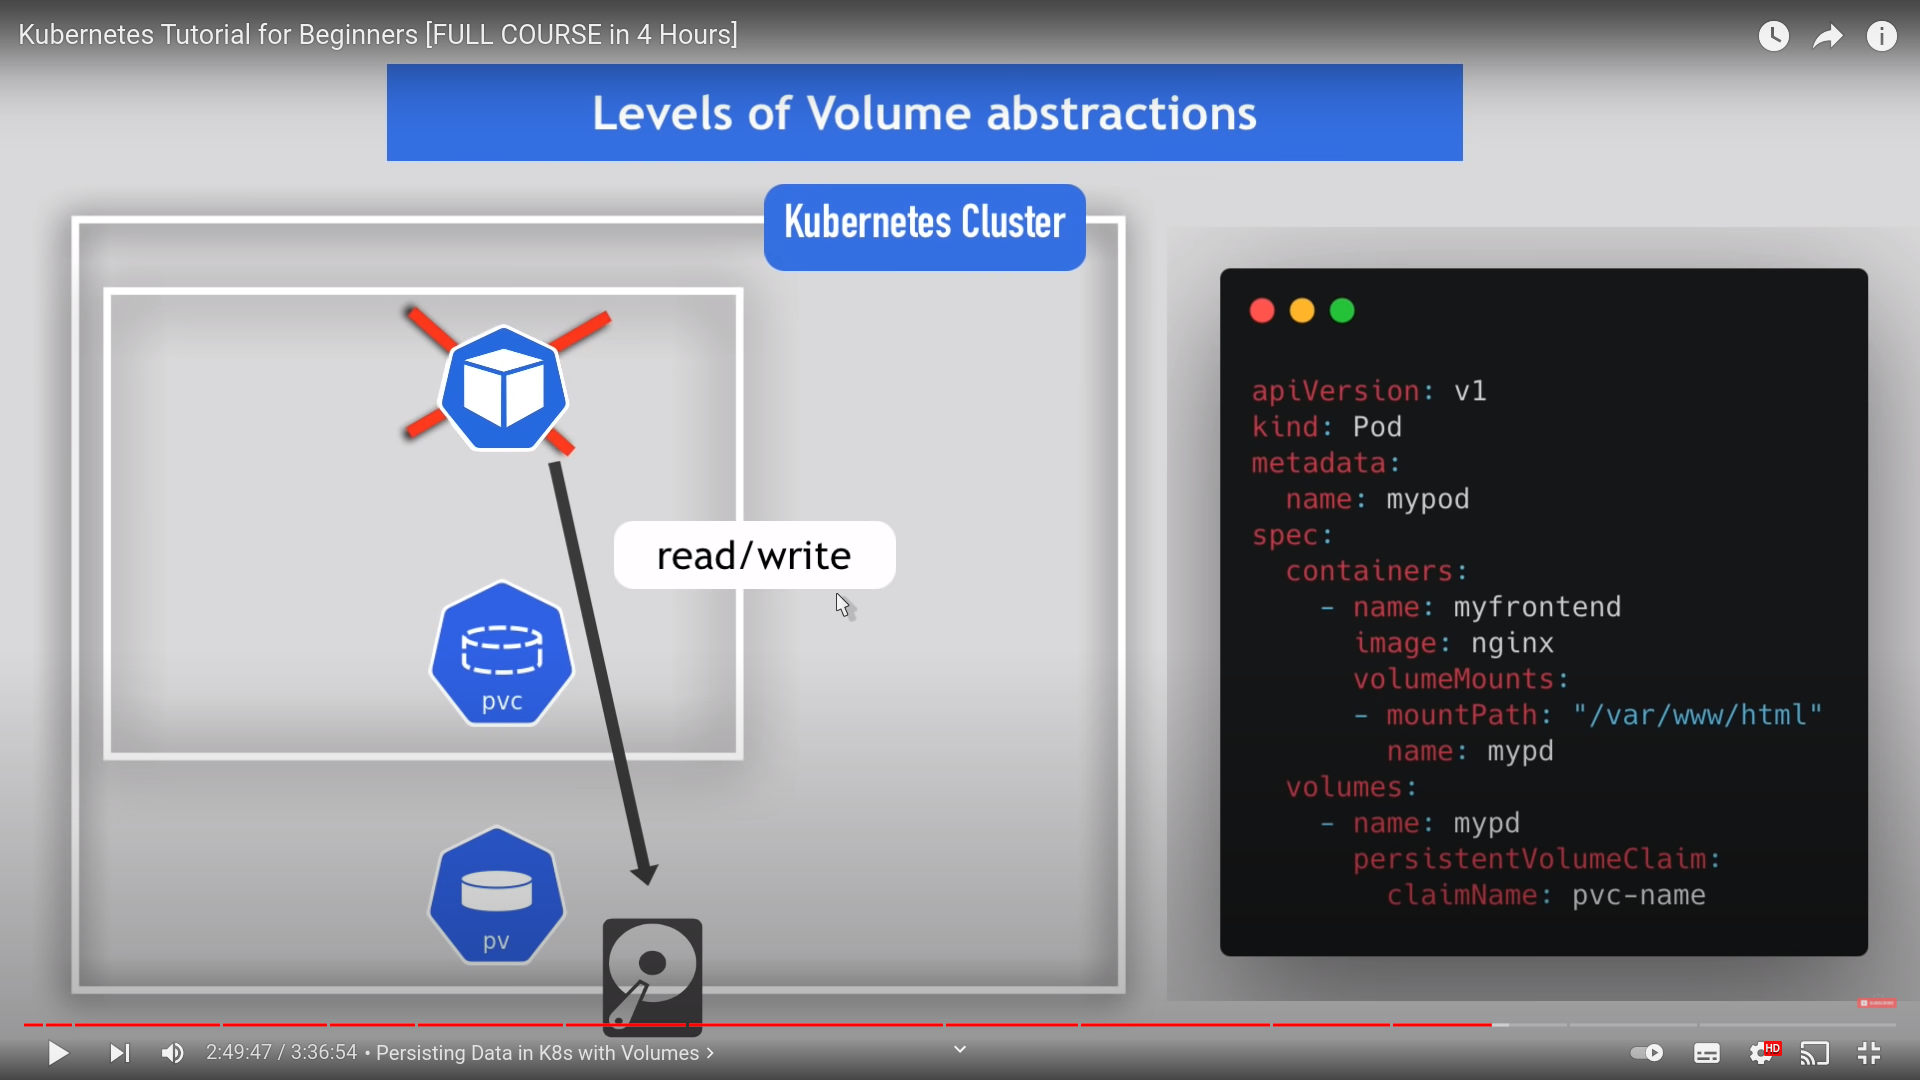 Kubernetes Tutorial for Beginners [FULL COURSE in 4 Hours]
Levels of Volume abstractions
Kubernetes Cluster
read/write
pvc
pv
apiVersion: v1
kind: Pod
metadata:
  name: mypod
spec:
  containers:
    - name: myfrontend
      image: nginx
      volumeMounts:
      - mountPath: "/var/www/html"
        name: mypd
  volumes:
    - name: mypd
      persistentVolumeClaim:
        claimName: pvc-name
SUBSCRIBE
2:49:47 / 3:36:54 • Persisting Data in K8s with Volumes >
HD